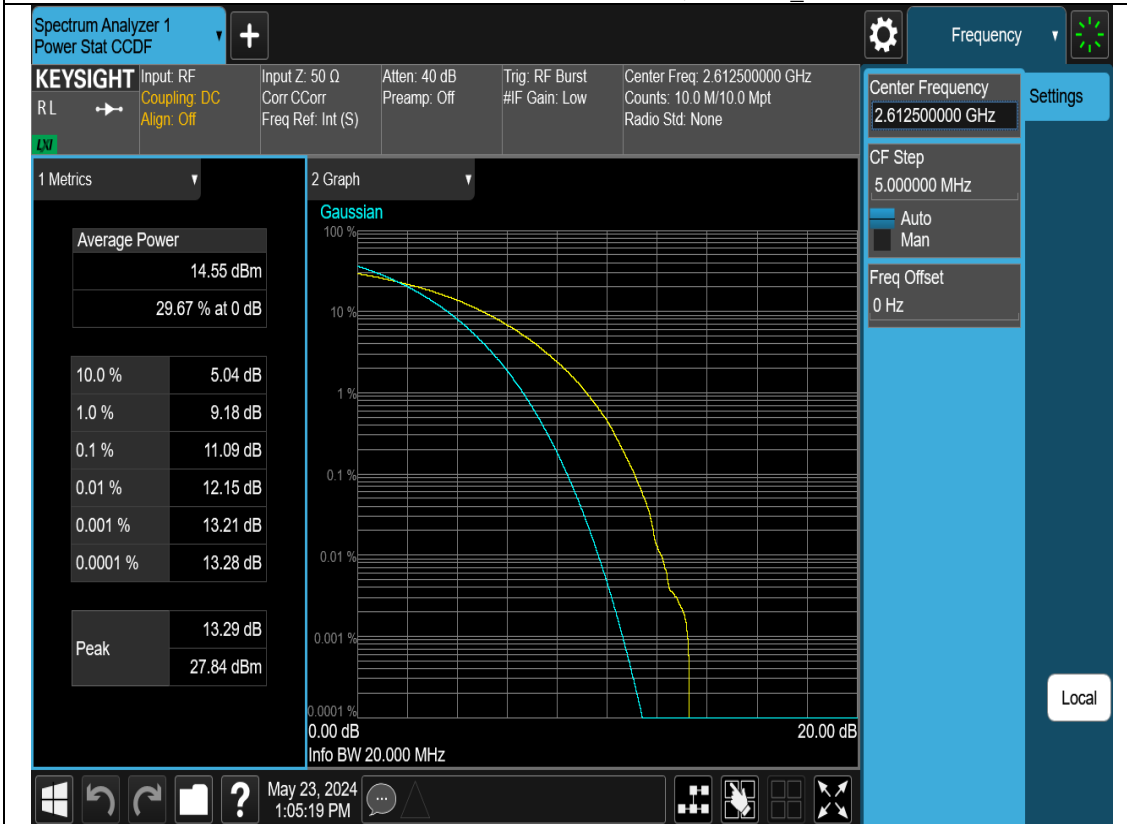 Spectrum Analyzer 1
Power Stat CCDF
+
Frequency
KEYSIGHT
R L
LXI
Input: RF
Coupling: DC
Align: Off
Input Z: 50 Ω
Corr CCorr
Freq Ref: Int (S)
Atten: 40 dB
Preamp: Off
Trig: RF Burst
#IF Gain: Low
Center Freq: 2.612500000 GHz
Counts: 10.0 M/10.0 Mpt
Radio Std: None
Center Frequency
2.612500000 GHz
Settings
CF Step
5.000000 MHz
Auto
Man
Freq Offset
0 Hz
Local
1 Metrics
Average Power
14.55 dBm
29.67 % at 0 dB
10.0 % 5.04 dB
1.0 % 9.18 dB
0.1 % 11.09 dB
0.01 % 12.15 dB
0.001 % 13.21 dB
0.0001 % 13.28 dB
Peak
13.29 dB
27.84 dBm
2 Graph
Gaussian
100 %
10 %
1 %
0.1 %
0.01 %
0.001 %
0.0001 %
0.00 dB 20.00 dB
Info BW 20.000 MHz
?
May 23, 2024
1:05:19 PM